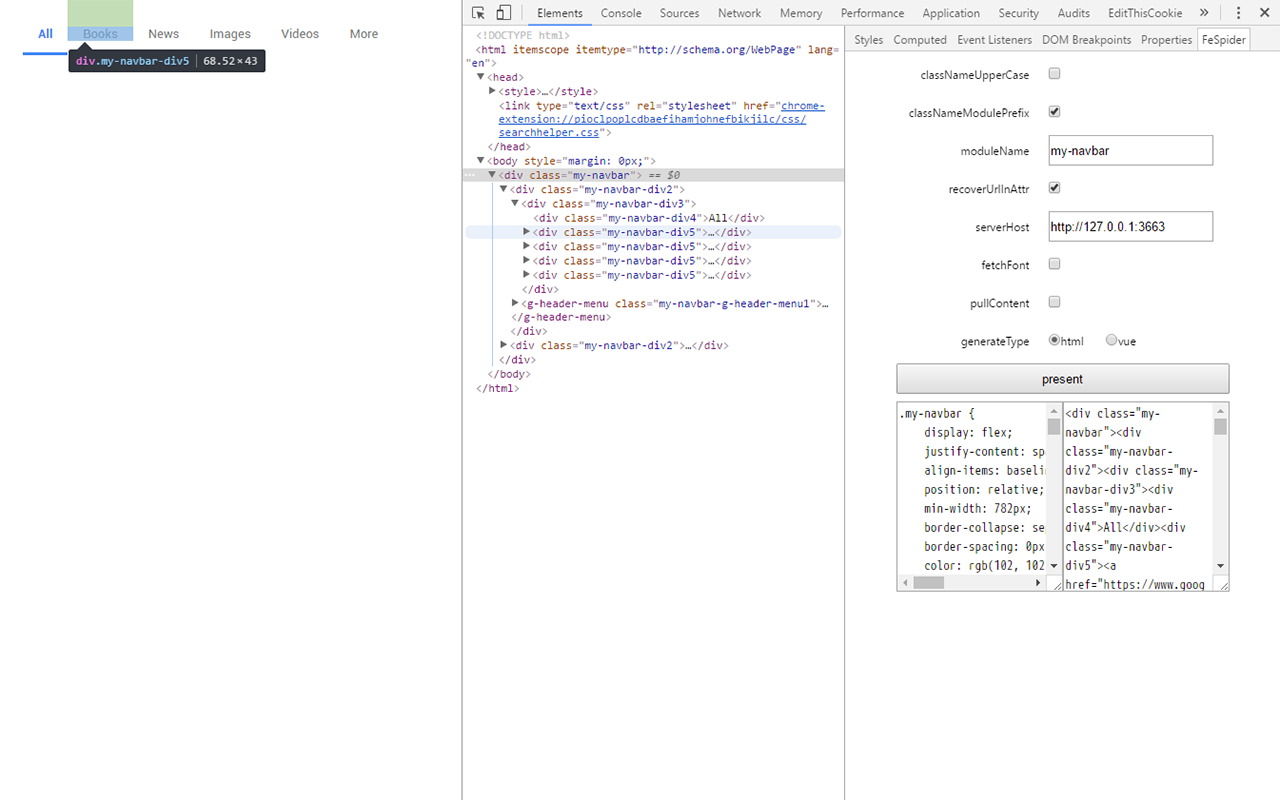 All Books News Images Videos More
div.my-navbar-div5 68.52×43
Elements Console Sources Network Memory Performance Application Security Audits EditThisCookie »
<!DOCTYPE html>
<html itemscope itemtype="http://schema.org/WebPage" lang=
"en">
▼<head>
▶<style>…</style>
<link type="text/css" rel="stylesheet" href="chrome-
extension://pioclpoplcdbaefihamjohnefbikjilc/css/
searchhelper.css">
</head>
▼<body style="margin: 0px;">
…▼<div class="my-navbar"> == $0
▼<div class="my-navbar-div2">
▼<div class="my-navbar-div3">
<div class="my-navbar-div4">All</div>
▶<div class="my-navbar-div5">…</div>
▶<div class="my-navbar-div5">…</div>
▶<div class="my-navbar-div5">…</div>
▶<div class="my-navbar-div5">…</div>
</div>
▶<g-header-menu class="my-navbar-g-header-menu1">…
</g-header-menu>
</div>
▶<div class="my-navbar-div2">…</div>
</div>
</body>
</html>
Styles Computed Event Listeners DOM Breakpoints Properties FeSpider
classNameUpperCase
classNameModulePrefix
moduleName my-navbar
recoverUrlInAttr
serverHost http://127.0.0.1:3663
fetchFont
pullContent
generateType html vue
present
.my-navbar {
display: flex;
justify-content: sp
align-items: baseli
position: relative;
min-width: 782px;
border-collapse: se
border-spacing: 0px
color: rgb(102, 102
<div class="my-
navbar"><div
class="my-navbar-
div2"><div class="my-
navbar-div3"><div
class="my-navbar-
div4">All</div><div
class="my-navbar-
div5"><a
href="https://www.goog